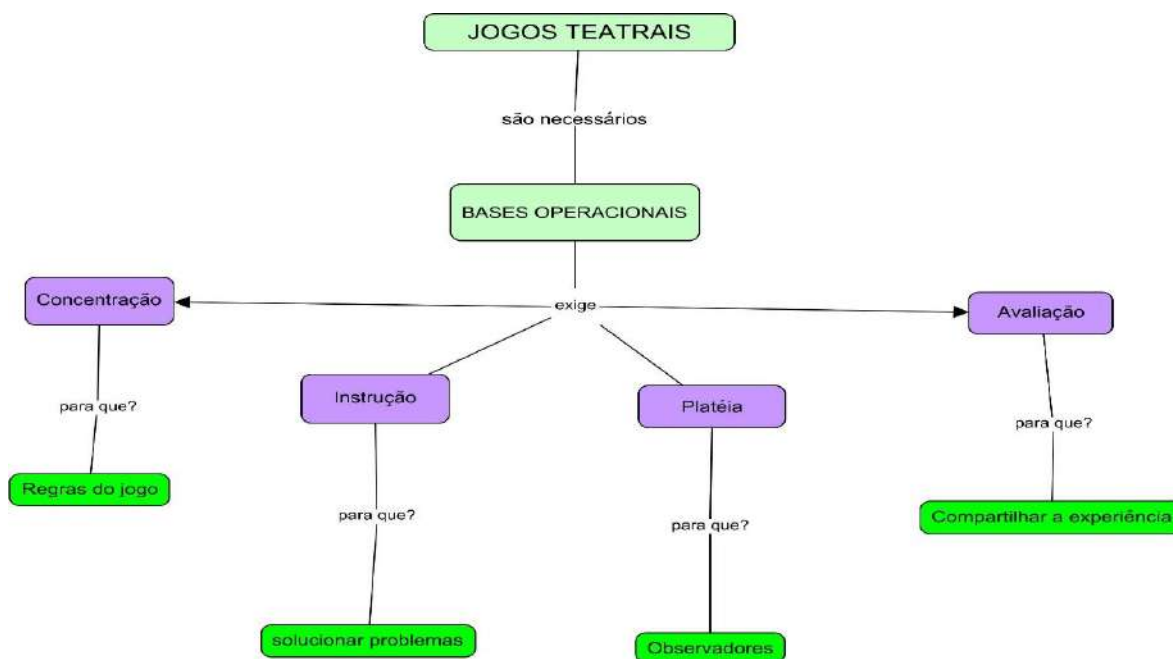 JOGOS TEATRAIS
são necessários
BASES OPERACIONAIS
exige
Concentração
Avaliação
Instrução
Platéia
para que?
para que?
para que?
para que?
Regras do jogo
Compartilhar a experiência
solucionar problemas
Observadores